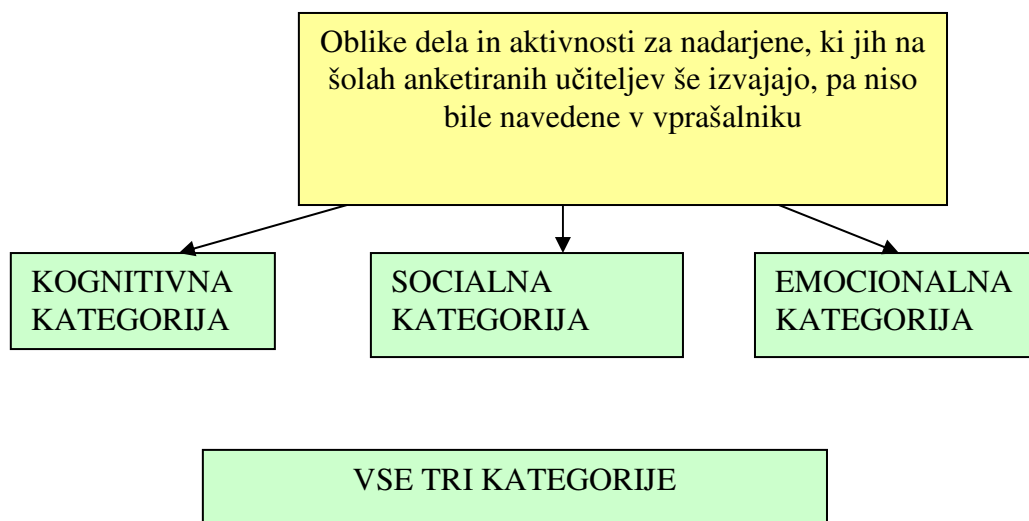 Oblike dela in aktivnosti za nadarjene, ki jih na
šolah anketiranih učiteljev še izvajajo, pa niso
bile navedene v vprašalniku
KOGNITIVNA
KATEGORIJA
SOCIALNA
KATEGORIJA
EMOCIONALNA
KATEGORIJA
VSE TRI KATEGORIJE